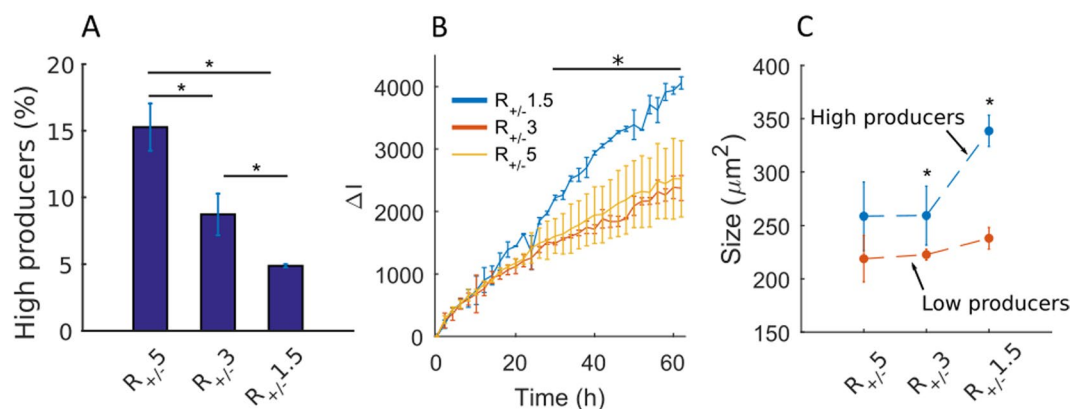 A
High producers (%)
20
15
10
5
0
*
*
*
R+/-5
R+/-3
R+/-1.5
B
ΔI
4000
3000
2000
1000
0
*
R+/-1.5
R+/-3
R+/-5
0
20
40
60
Time (h)
C
Size (μm²)
400
350
300
250
200
150
High producers
*
*
Low producers
R+/-5
R+/-3
R+/-1.5